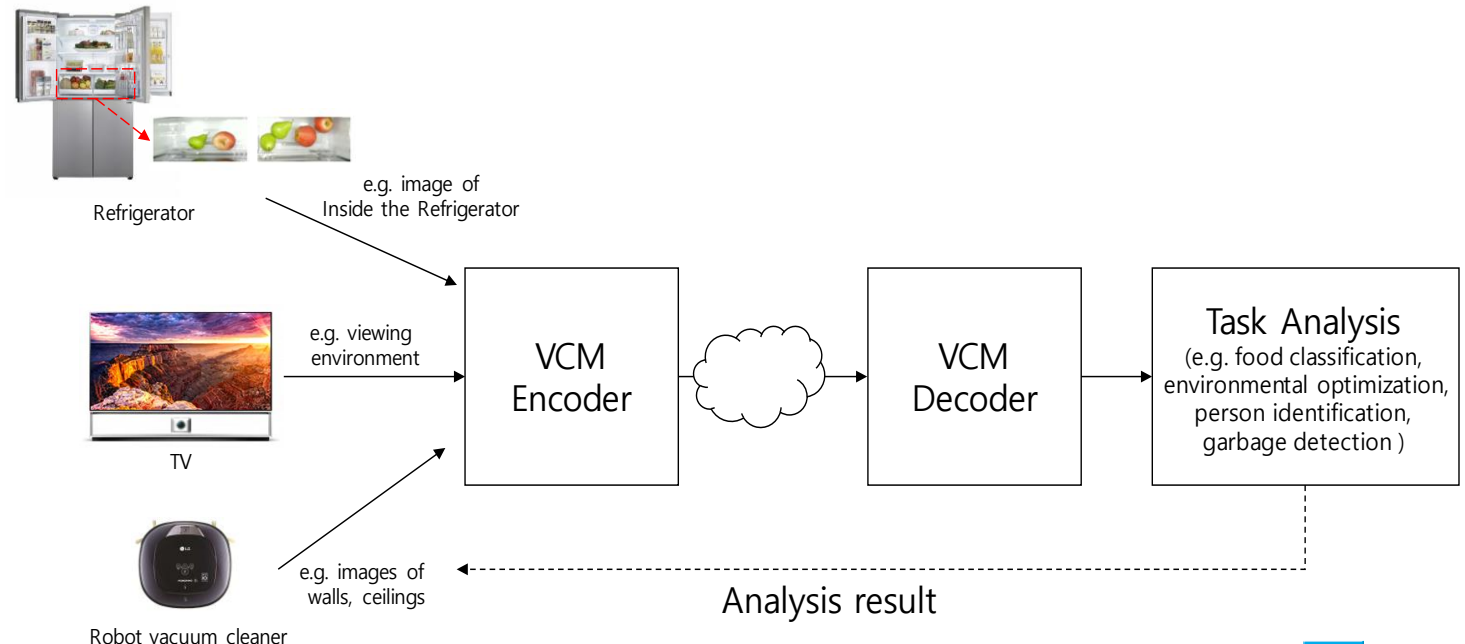 Refrigerator
e.g. image of
Inside the Refrigerator
e.g. viewing
environment
TV
e.g. images of
walls, ceilings
Robot vacuum cleaner
LG
VCM
Encoder
VCM
Decoder
Task Analysis
(e.g. food classification,
environmental optimization,
person identification,
garbage detection )
Analysis result